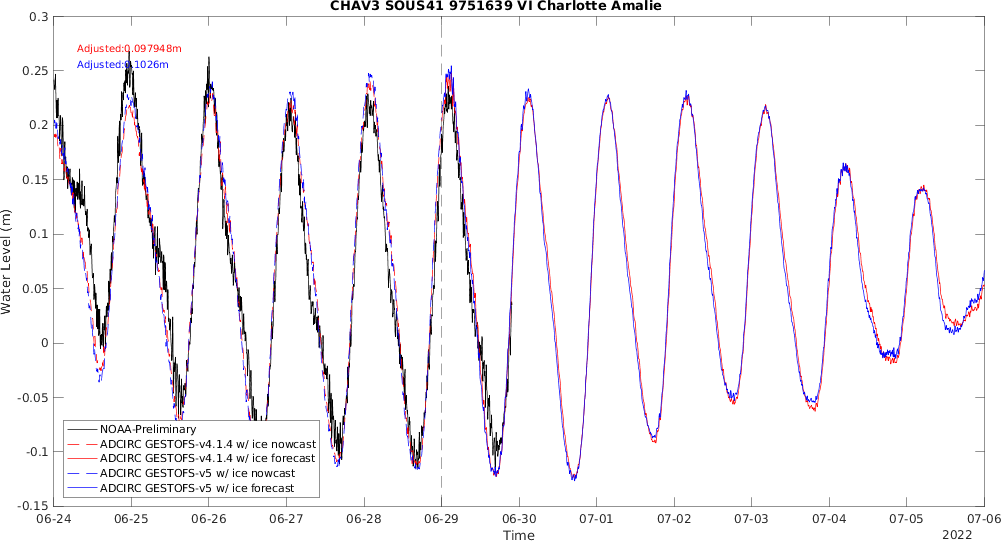 CHAV3 SOUS41 9751639 VI Charlotte Amalie
0.3
0.25
0.2
0.15
0.1
0.05
0
-0.05
-0.1
-0.15
Water Level (m)
Adjusted:0.097948m
Adjusted:0.1026m
NOAA-Preliminary
ADCIRC GESTOFS-v4.1.4 w/ ice nowcast
ADCIRC GESTOFS-v4.1.4 w/ ice forecast
ADCIRC GESTOFS-v5 w/ ice nowcast
ADCIRC GESTOFS-v5 w/ ice forecast
06-24 06-25 06-26 06-27 06-28 06-29 06-30 07-01 07-02 07-03 07-04 07-05 07-06
Time
2022